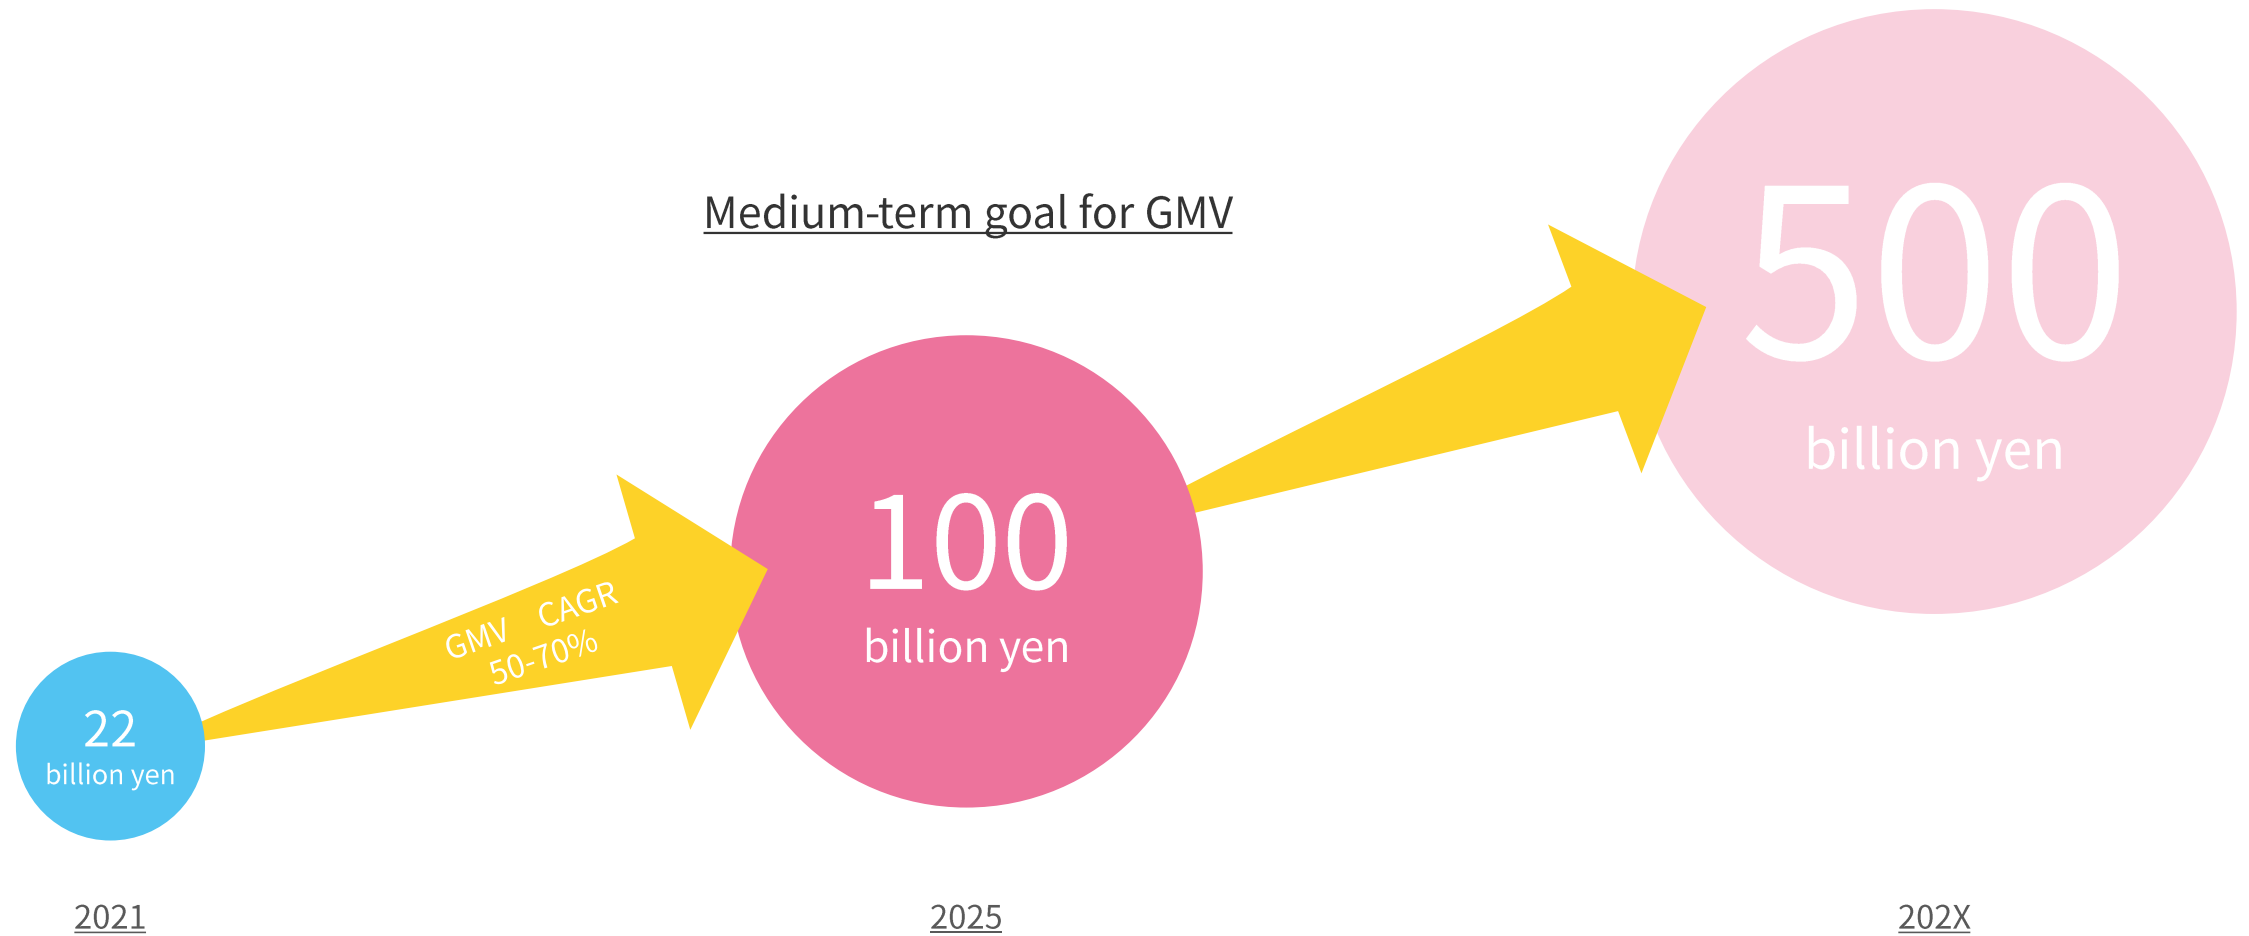 Medium-term goal for GMV
500
billion yen
100
billion yen
GMV CAGR
50-70%
22
billion yen
2021
2025
202X